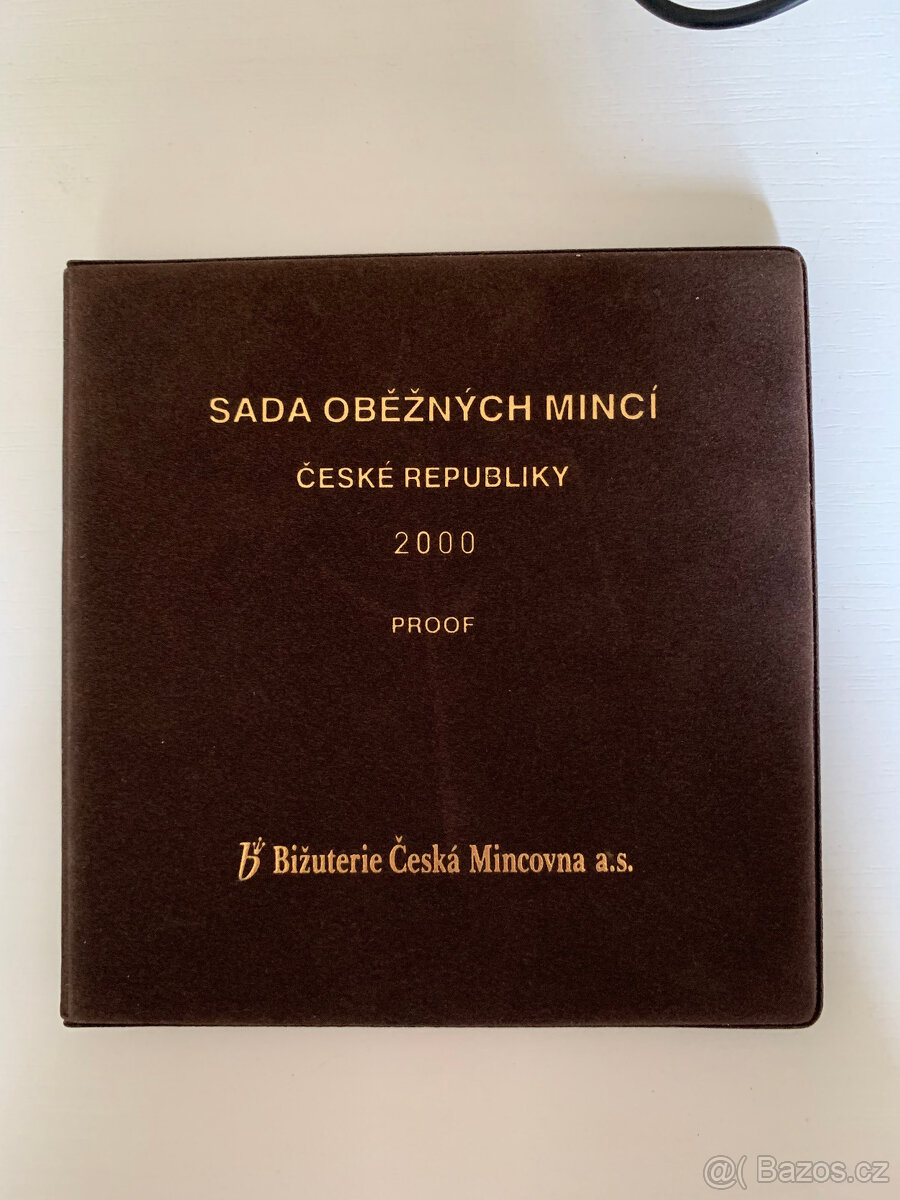 SADA OBĚŽNÝCH MINCÍ
ČESKÉ REPUBLIKY
2000
PROOF
Bižuterie Česká Mincovna a.s.
@( Bazos.cz